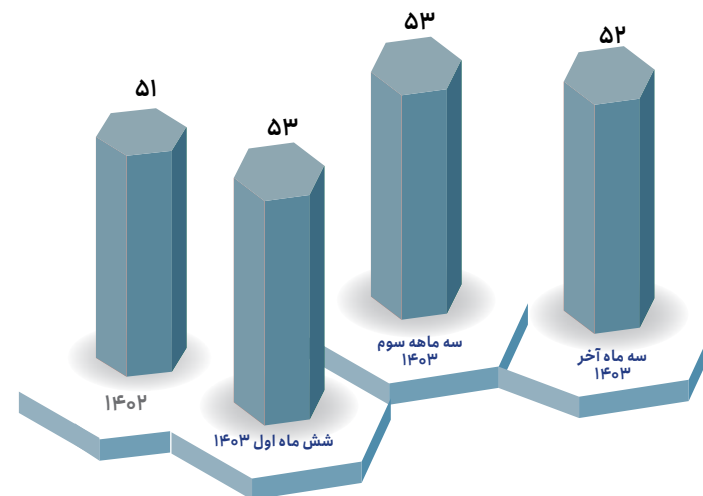 ۵۱
۱۴۰۲
۵۳
شش ماه اول ۱۴۰۳
۵۳
سه ماهه سوم
۱۴۰۳
۵۲
سه ماه آخر
۱۴۰۳